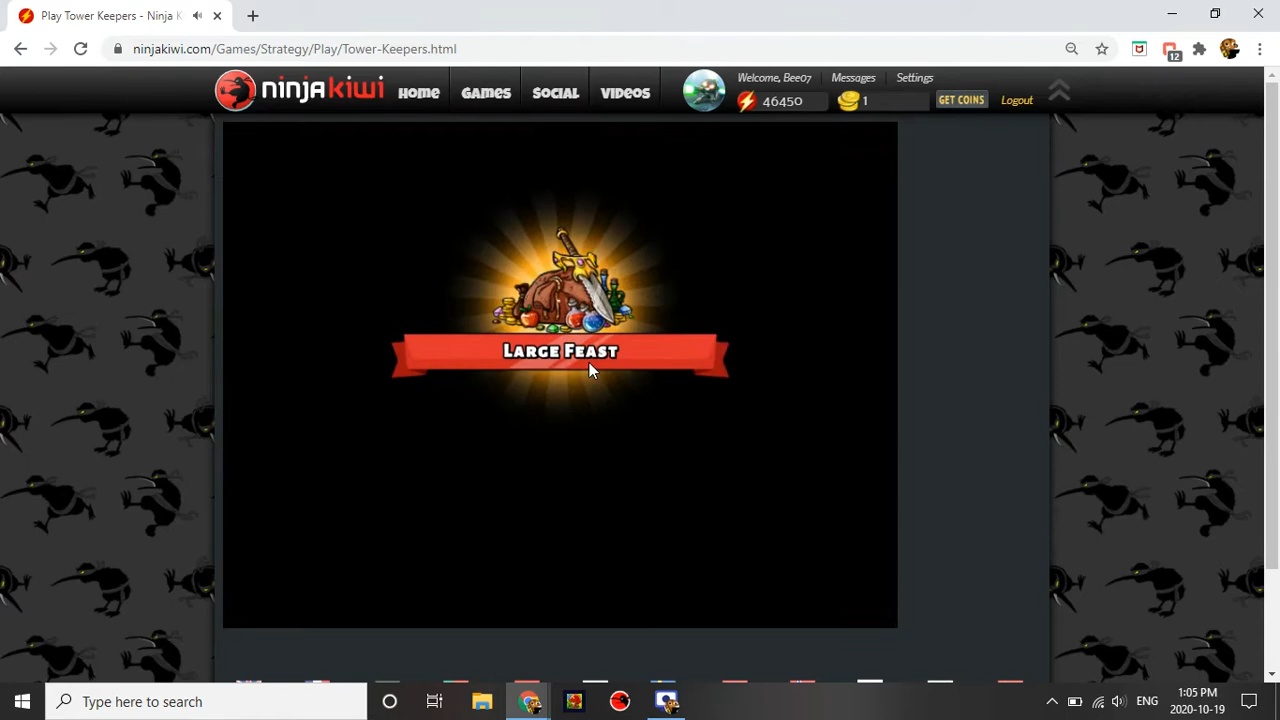 Play Tower Keepers - Ninja K
ninjakiwi.com/Games/Strategy/Play/Tower-Keepers.html
12
ninjakiwi
Home
Games
Social
Videos
Welcome, Bee07
Messages
Settings
46450
1
GET COINS
Logout
LARGE FEAST
Type here to search
ENG
1:05 PM
2020-10-19